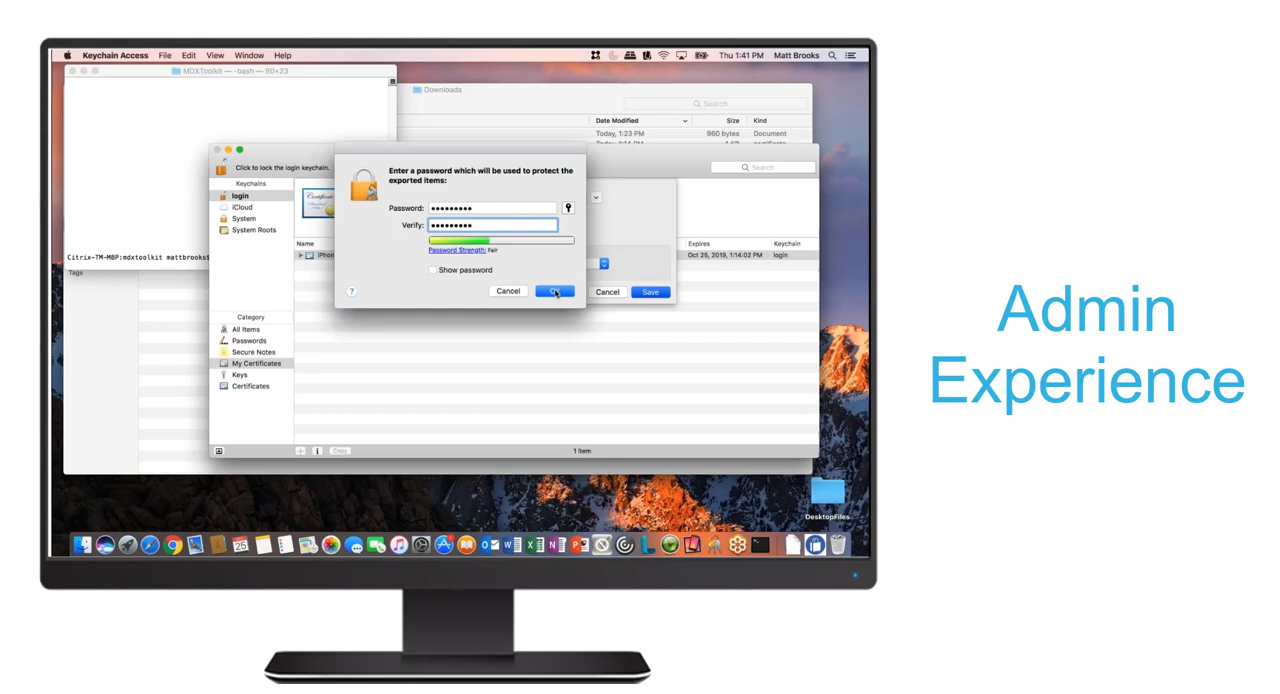 Keychain Access File Edit View Window Help
Thu 1:41 PM Matt Brooks
MDXToolkit — -bash — 80×23
Downloads
Search
Date Modified Size Kind
Today, 1:23 PM 960 bytes Document
Click to lock the login keychain.
Search
Enter a password which will be used to protect the
exported items:
Password:
Verify:
Password Strength: Fair
Show password
? Cancel
Cancel Save
Keychains
login
iCloud
System
System Roots
Name Expires Keychain
Oct 25, 2019, 1:14:02 PM login
Citrix-TM-MBP:mdxtoolkit mattbrooks$
Tags
Category
All Items
Passwords
Secure Notes
My Certificates
Keys
Certificates
Copy
1 item
DesktopFiles
Admin
Experience